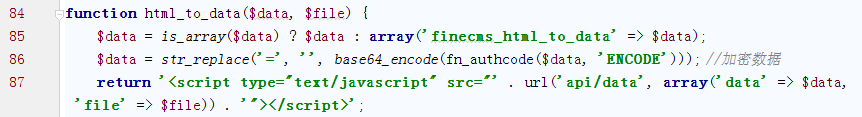 84 function html_to_data($data, $file) {
85 $data = is_array($data) ? $data : array('finecms_html_to_data' => $data);
86 $data = str_replace('=', '', base64_encode(fn_authcode($data, 'ENCODE'))); //加密数据
87 return '<script type="text/javascript" src="' . url('api/data', array('data' => $data,
'file' => $file)) . '"></script>';